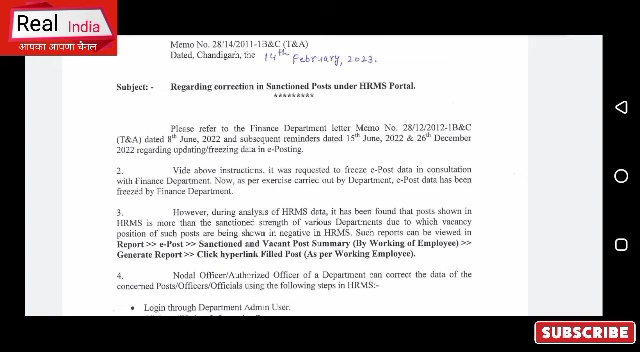 Real India
आपका आपणा चैनल
Memo No. 28/14/2011-1B&C (T&A)
Dated, Chandigarh, the 14th February, 2023.
Subject: - Regarding correction in Sanctioned Posts under HRMS Portal.
*********
Please refer to the Finance Department letter Memo No. 28/12/2012-1B&C
(T&A) dated 8th June, 2022 and subsequent reminders dated 15th June, 2022 & 26th December
2022 regarding updating/freezing data in e-Posting.
2. Vide above instructions, it was requested to freeze e-Post data in consultation
with Finance Department. Now, as per exercise carried out by Department, e-Post data has been
freezed by Finance Department.
3. However, during analysis of HRMS data, it has been found that posts shown in
HRMS is more than the sanctioned strength of various Departments due to which vacancy
position of such posts are being shown in negative in HRMS. Such reports can be viewed in
Report >> e-Post >> Sanctioned and Vacant Post Summary (By Working of Employee) >>
Generate Report >> Click hyperlink Filled Post (As per Working Employee).
4. Nodal Officer/Authorized Officer of a Department can correct the data of the
concerned Posts/Officers/Officials using the following steps in HRMS:-
• Login through Department Admin User.
SUBSCRIBE